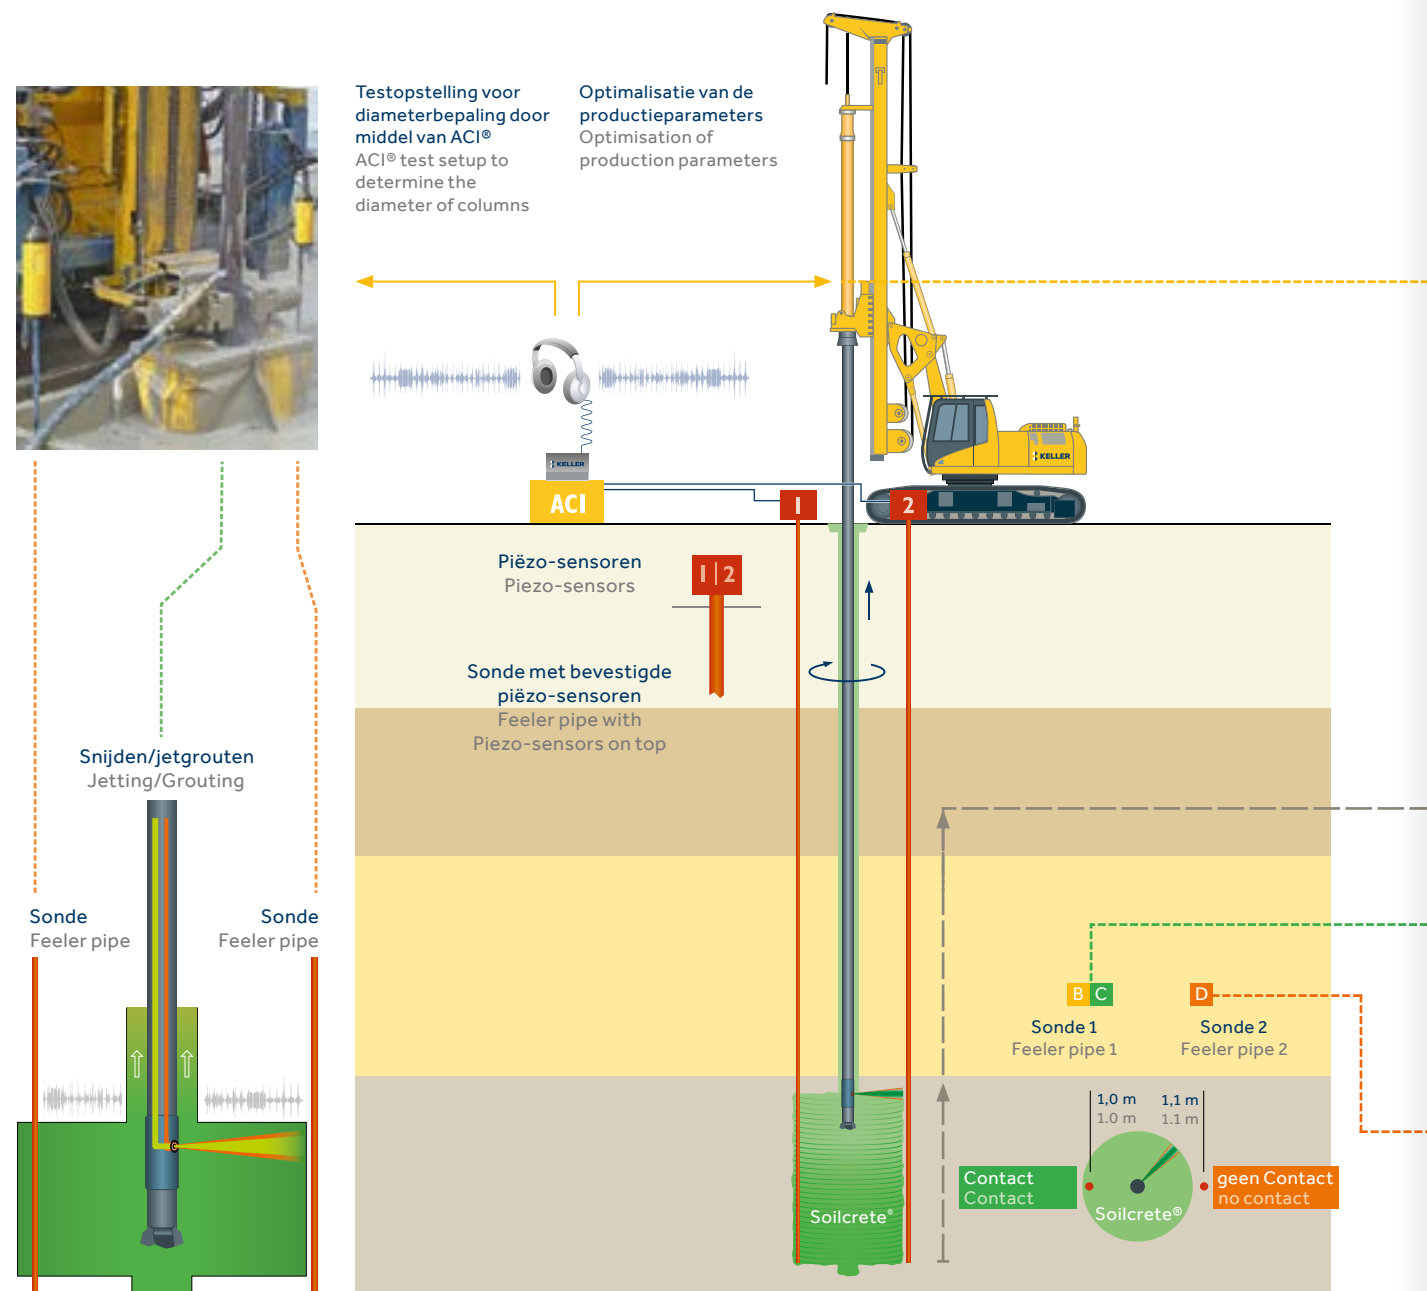 Testopstelling voor
diameterbepaling door
middel van ACI®
ACI® test setup to
determine the
diameter of columns
Optimalisatie van de
productieparameters
Optimisation of
production parameters
KELLER
ACI
KELLER
1
2
Piëzo-sensoren
Piezo-sensors
1|2
Sonde met bevestigde
piëzo-sensoren
Feeler pipe with
Piezo-sensors on top
Snijden/jetgrouten
Jetting/Grouting
Sonde
Feeler pipe
Sonde
Feeler pipe
B C
D
Sonde 1
Feeler pipe 1
Sonde 2
Feeler pipe 2
1,0 m
1.0 m
1,1 m
1.1 m
Contact
Contact
geen Contact
no contact
Soilcrete®
Soilcrete®